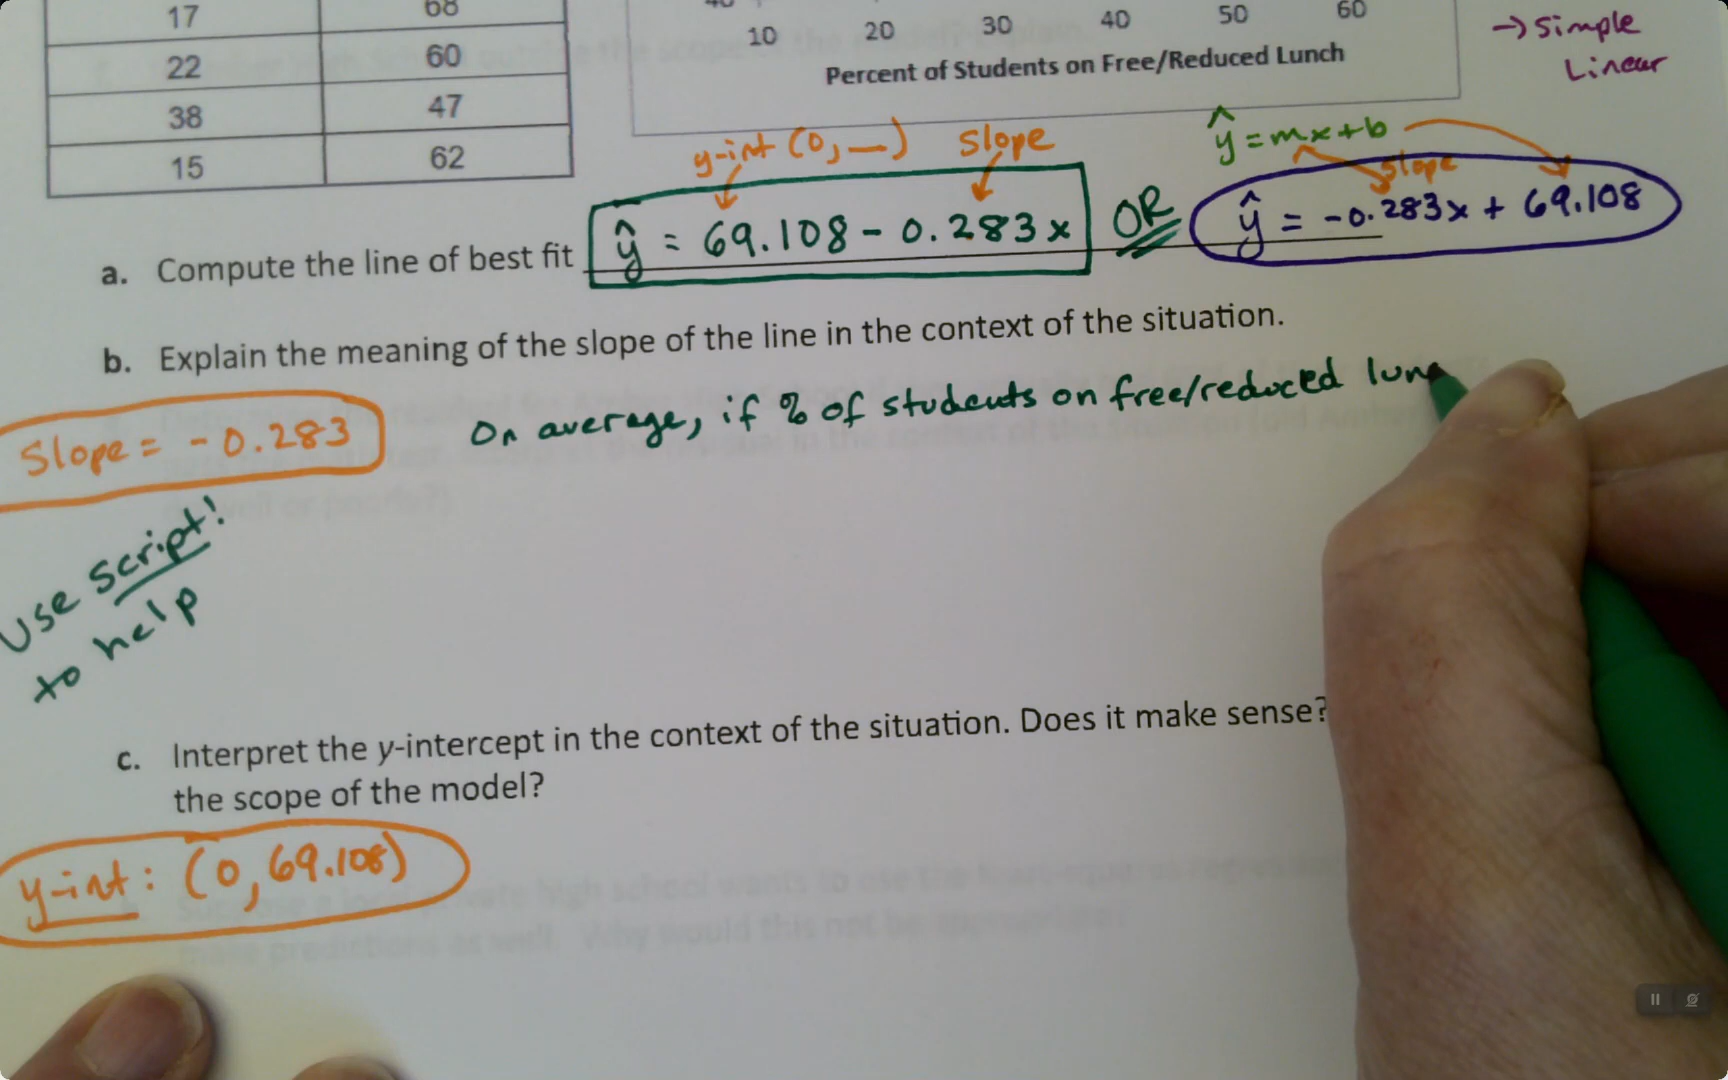 17 68
10 20 30 40 50 60
Percent of Students on Free/Reduced Lunch
→ Simple
Linear
22 60
38 47
15 62
y-int (0, __) slope
ŷ = mx+b
slope
a. Compute the line of best fit ŷ = 69.108 - 0.283x OR ŷ = -0.283x + 69.108
b. Explain the meaning of the slope of the line in the context of the situation.
Slope = -0.283
On average, if % of students on free/reduced lunc
Use script!
to help
c. Interpret the y-intercept in the context of the situation. Does it make sense?
the scope of the model?
y-int: (0, 69.108)